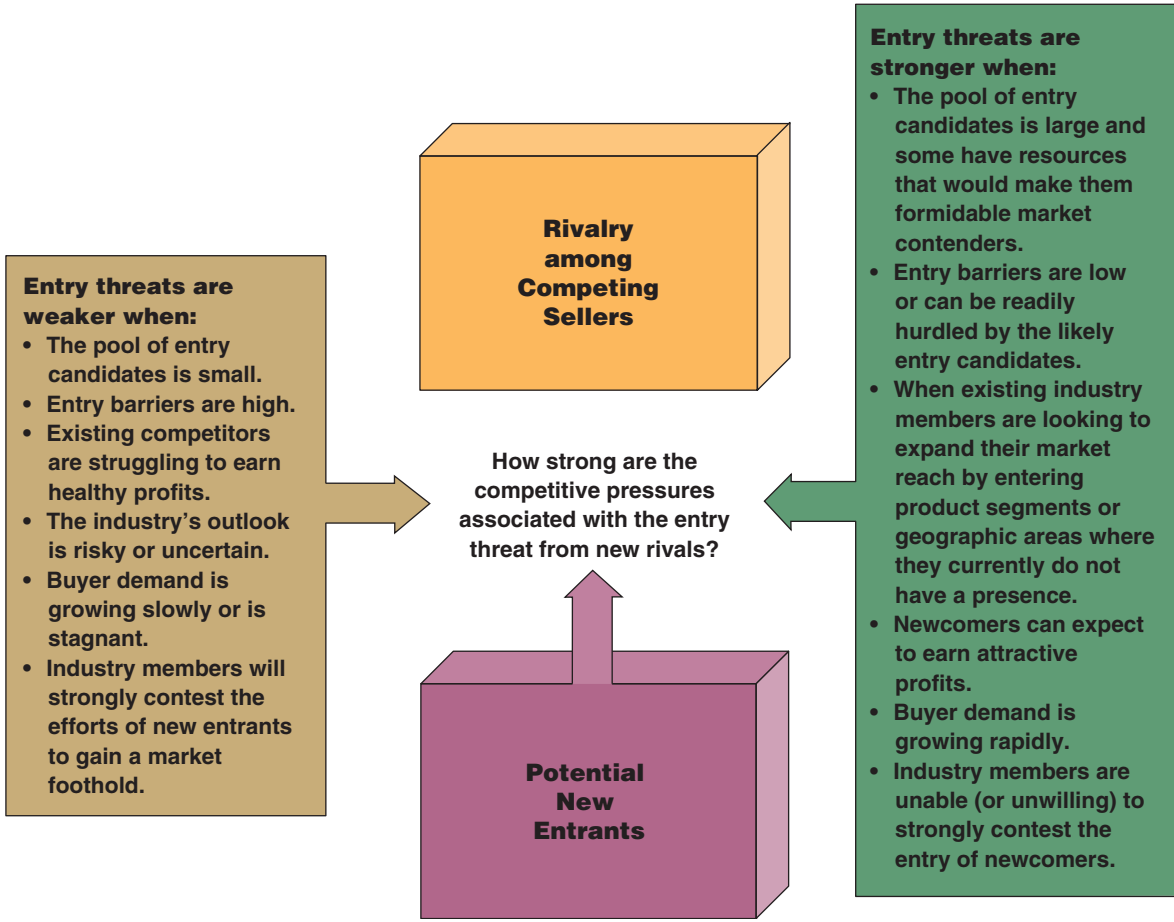 Entry threats are
weaker when:
• The pool of entry
candidates is small.
• Entry barriers are high.
• Existing competitors
are struggling to earn
healthy profits.
• The industry’s outlook
is risky or uncertain.
• Buyer demand is
growing slowly or is
stagnant.
• Industry members will
strongly contest the
efforts of new entrants
to gain a market
foothold.
Rivalry
among
Competing
Sellers
How strong are the
competitive pressures
associated with the entry
threat from new rivals?
Potential
New
Entrants
Entry threats are
stronger when:
• The pool of entry
candidates is large and
some have resources
that would make them
formidable market
contenders.
• Entry barriers are low
or can be readily
hurdled by the likely
entry candidates.
• When existing industry
members are looking to
expand their market
reach by entering
product segments or
geographic areas where
they currently do not
have a presence.
• Newcomers can expect
to earn attractive
profits.
• Buyer demand is
growing rapidly.
• Industry members are
unable (or unwilling) to
strongly contest the
entry of newcomers.